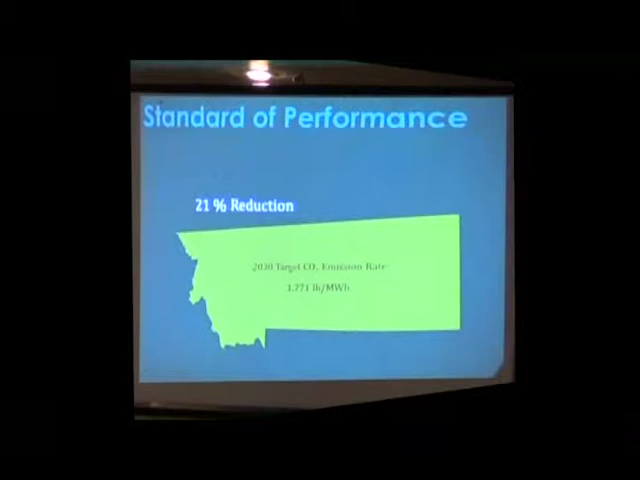 Standard of Performance
21 % Reduction
2030 Target CO₂ Emission Rate
1,771 lb/MWh